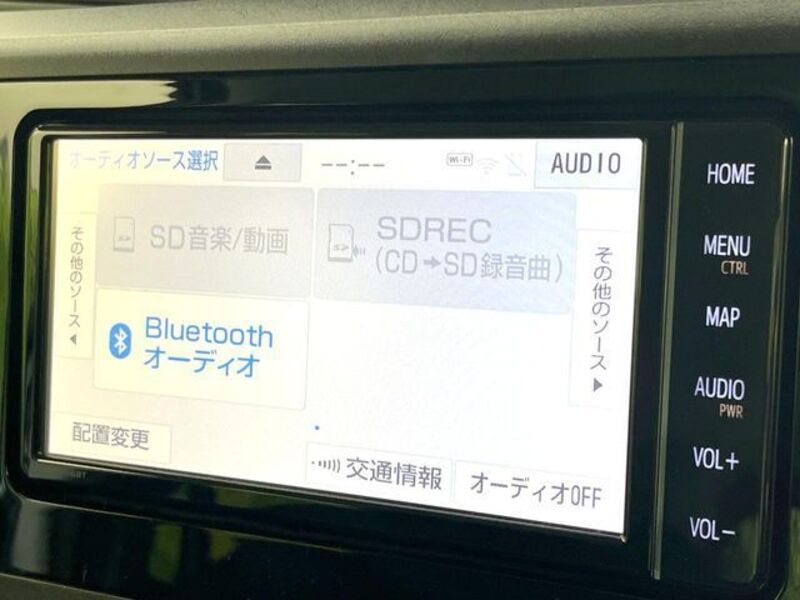 オーディオソース選択
--:--
Wi-Fi
AUDIO
その他のソース
SD音楽/動画
SDREC
(CD➡SD録音曲)
その他のソース
Bluetooth
オーディオ
配置変更
交通情報
オーディオOFF
HOME
MENU
CTRL
MAP
AUDIO
PWR
VOL+
VOL-